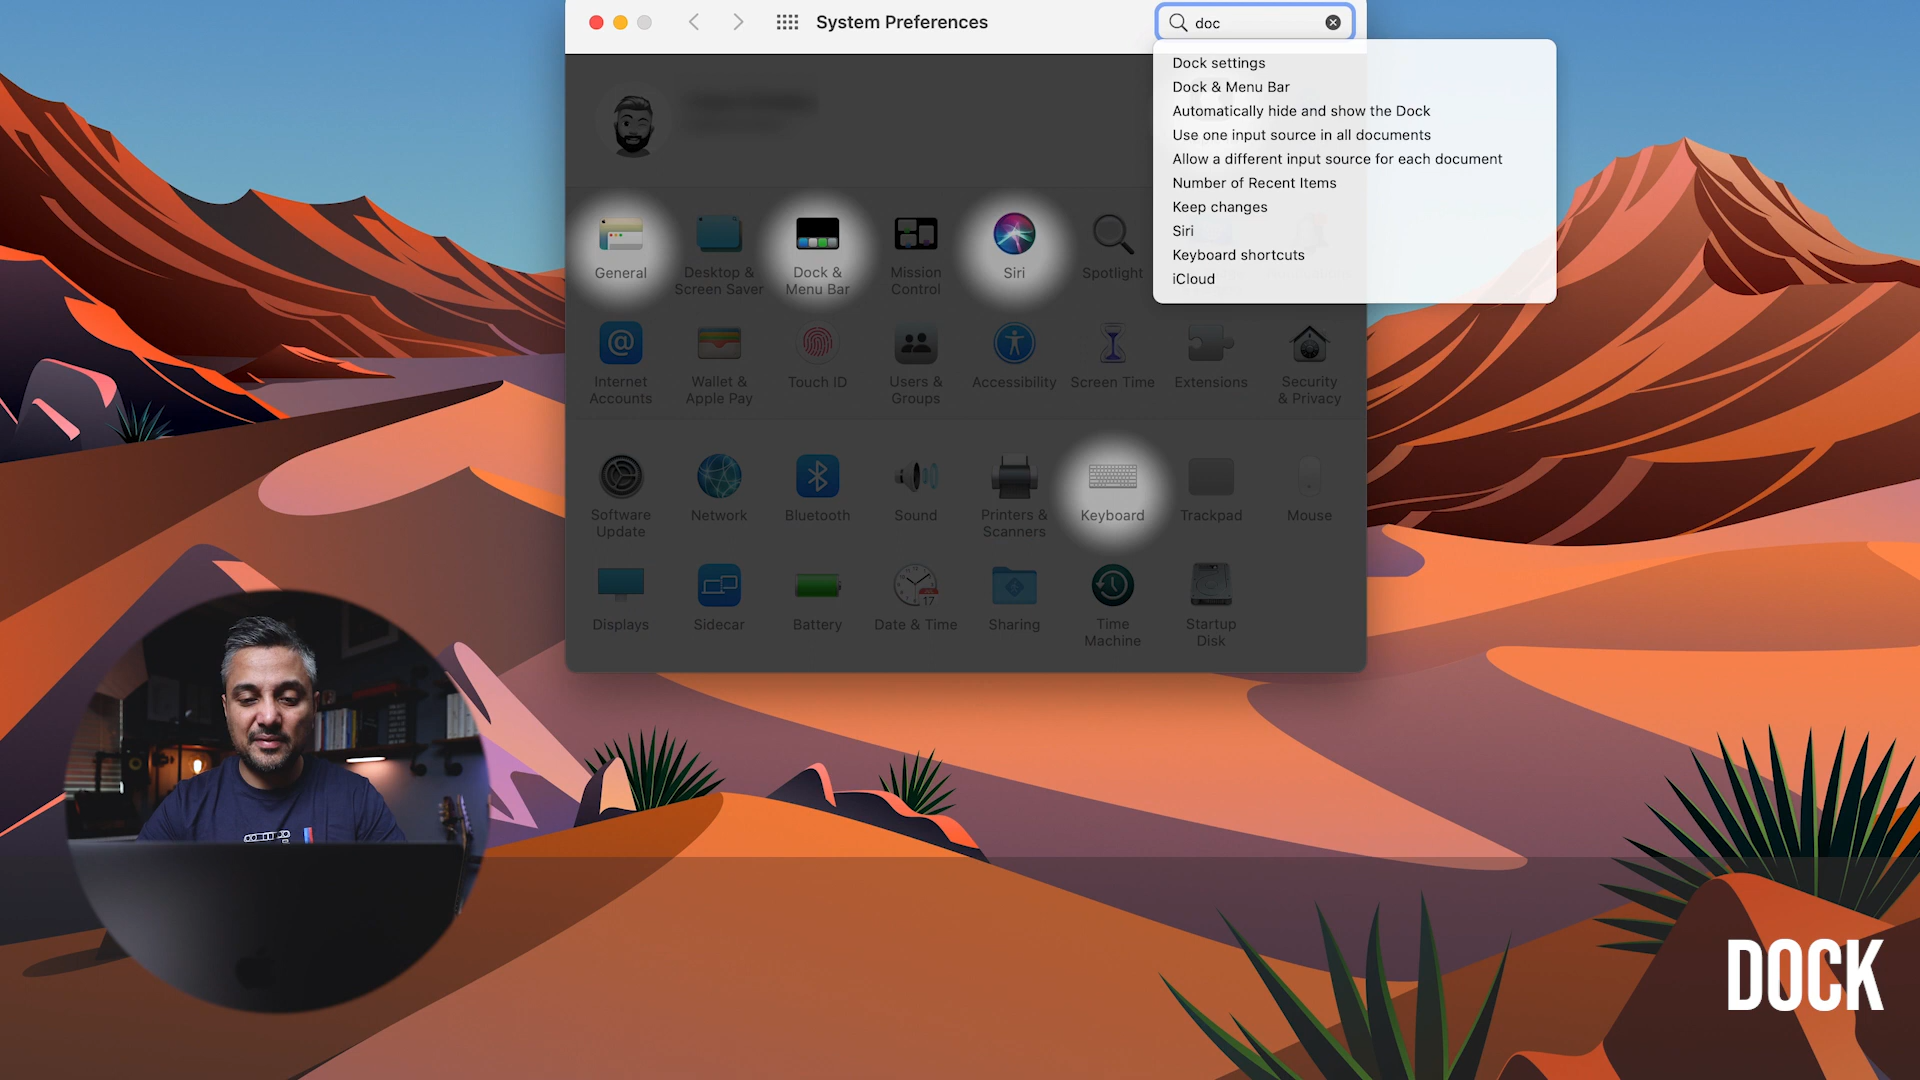 System Preferences
doc
Dock settings
Dock & Menu Bar
Automatically hide and show the Dock
Use one input source in all documents
Allow a different input source for each document
Number of Recent Items
Keep changes
Siri
Keyboard shortcuts
iCloud
General
Desktop &
Screen Saver
Dock &
Menu Bar
Mission
Control
Siri
Spotlight
Internet
Accounts
Wallet &
Apple Pay
Touch ID
Users &
Groups
Accessibility
Screen Time
Extensions
Security
& Privacy
Software
Update
Network
Bluetooth
Sound
Printers &
Scanners
Keyboard
Trackpad
Mouse
Displays
Sidecar
Battery
17
Date & Time
Sharing
Time
Machine
Startup
Disk
DOCK